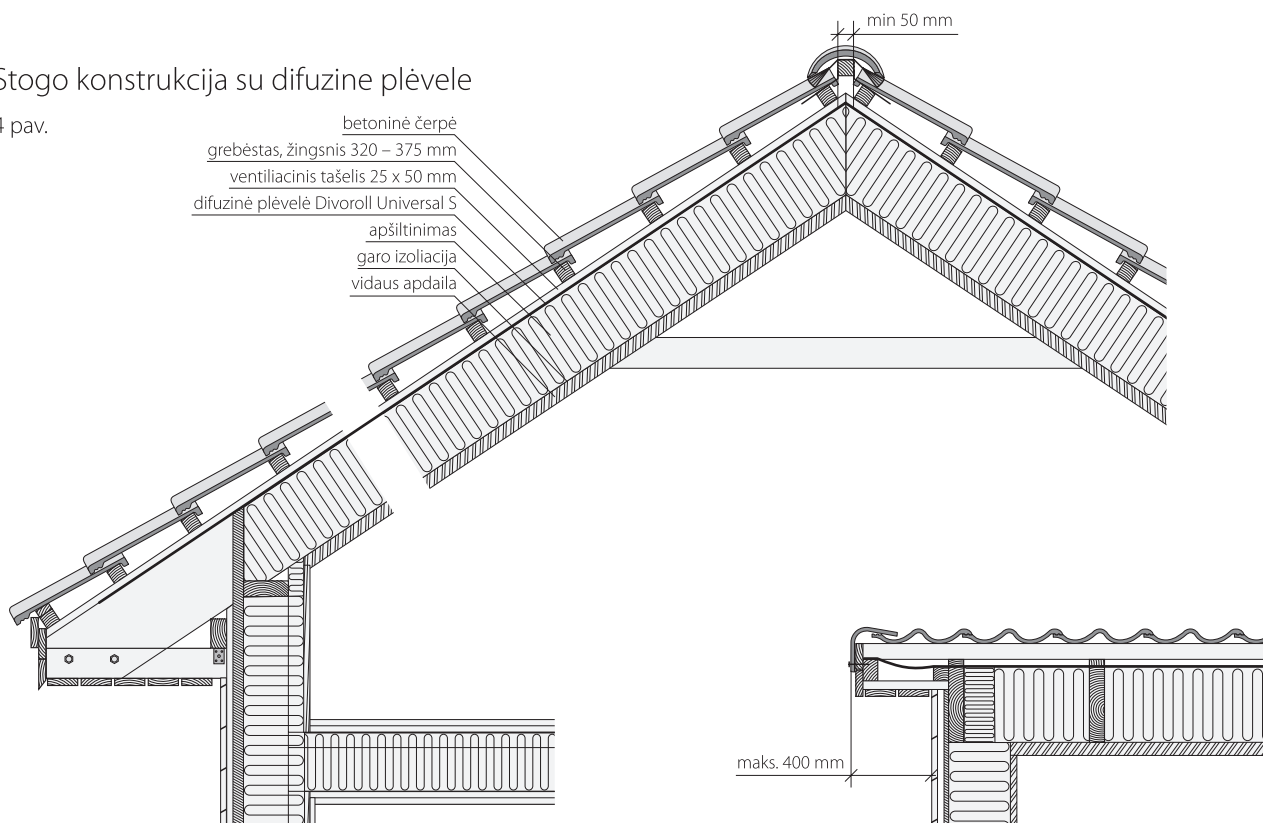 min 50 mm
Stogo konstrukcija su difuzine plėvele
4 pav.
betoninė čerpė
grebėstas, žingsnis 320 – 375 mm
ventiliacinis tašelis 25 x 50 mm
difuzinė plėvelė Divoroll Universal S
apšiltinimas
garo izoliacija
vidaus apdaila
maks. 400 mm